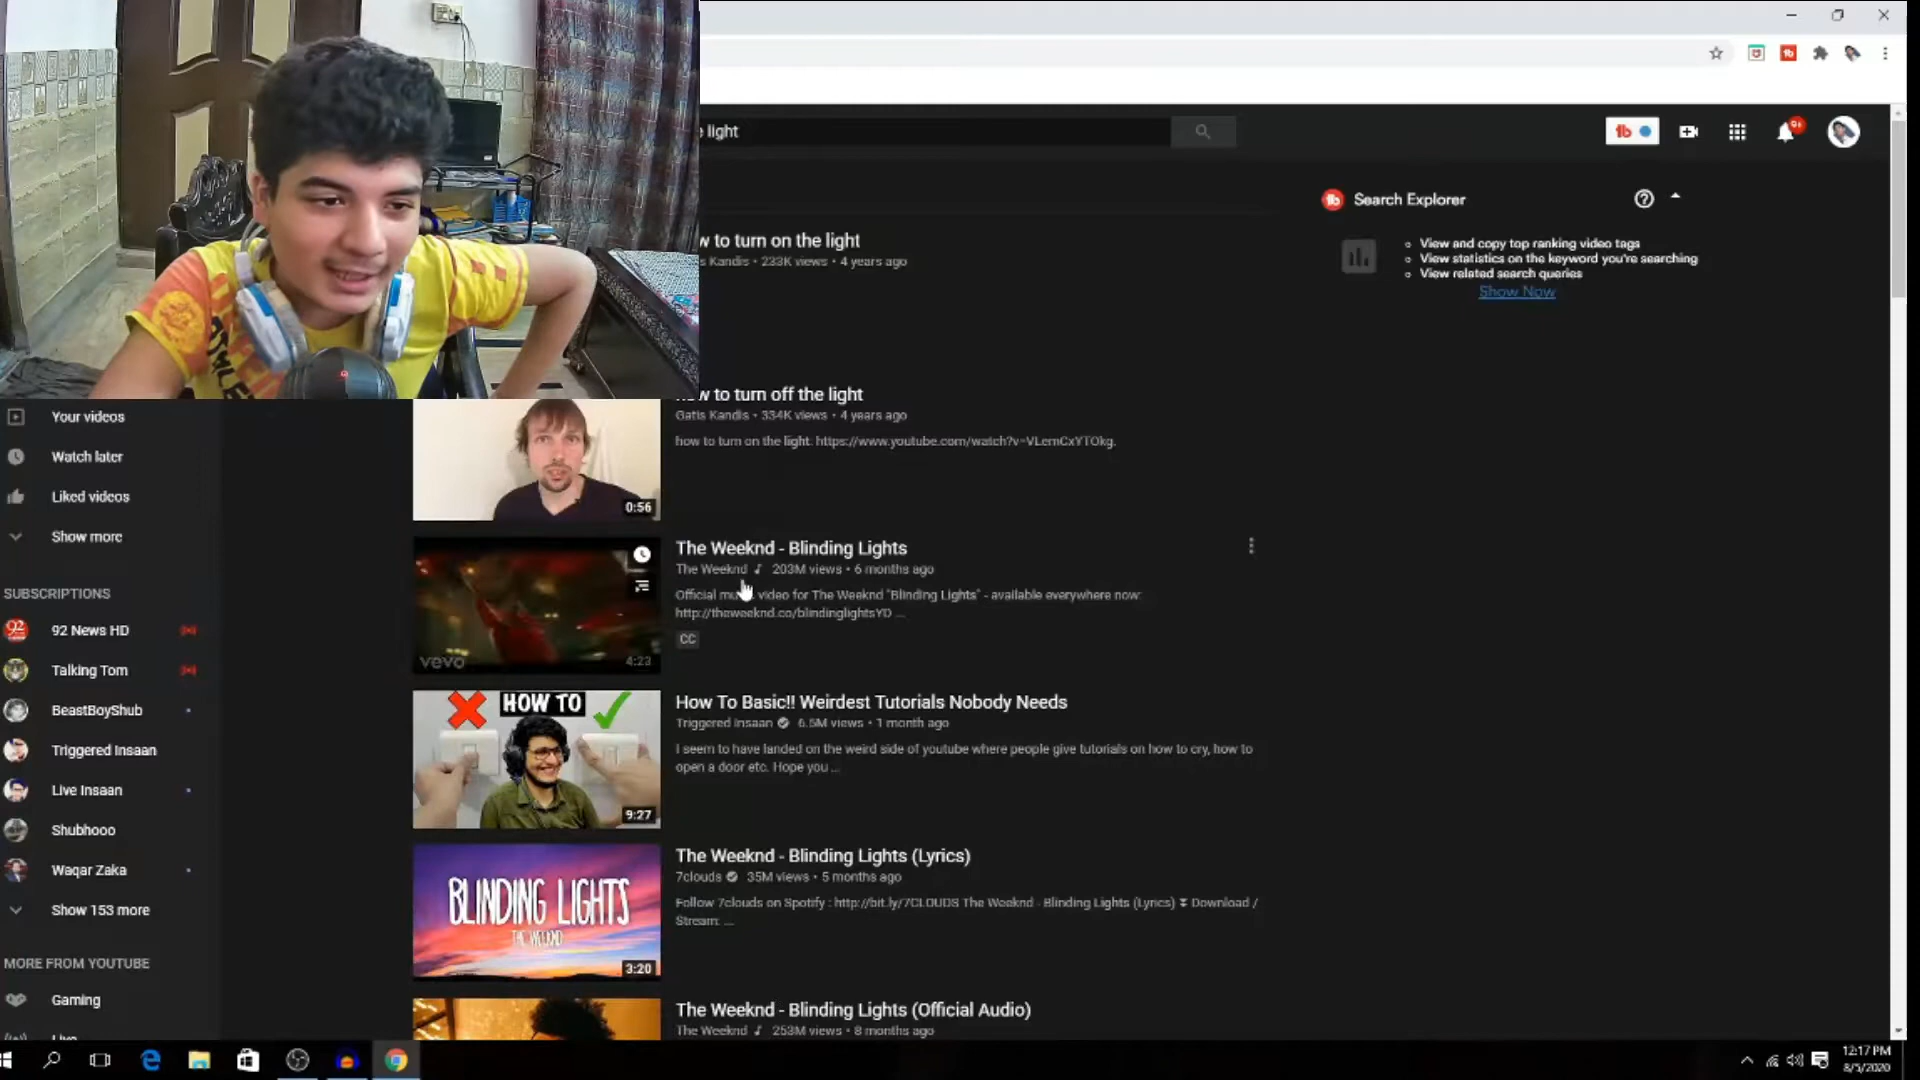 light
Search Explorer
View and copy top ranking video tags
View statistics on the keyword you're searching
View related search queries
Show Now
w to turn on the light
s Kandis • 233K views • 4 years ago
w to turn off the light
Gatis Kandis • 334K views • 4 years ago
how to turn on the light: https://www.youtube.com/watch?v=VLemCxYTOkg.
0:56
Your videos
Watch later
Liked videos
Show more
SUBSCRIPTIONS
92 News HD
Talking Tom
BeastBoyShub
Triggered Insaan
Live Insaan
Shubhooo
Waqar Zaka
Show 153 more
MORE FROM YOUTUBE
Gaming
The Weeknd - Blinding Lights
The Weeknd ♪ 203M views • 6 months ago
Official video for The Weeknd "Blinding Lights" - available everywhere now:
http://theweeknd.co/blindinglightsYD ...
CC
vevo
4:23
HOW TO
9:27
How To Basic!! Weirdest Tutorials Nobody Needs
Triggered Insaan 6.5M views • 1 month ago
I seem to have landed on the weird side of youtube where people give tutorials on how to cry, how to
open a door etc. Hope you ...
BLINDING LIGHTS
THE WEEKND
3:20
The Weeknd - Blinding Lights (Lyrics)
7clouds 35M views • 5 months ago
Follow 7clouds on Spotify : http://bit.ly/7CLOUDS The Weeknd - Blinding Lights (Lyrics) Download /
Stream: ...
The Weeknd - Blinding Lights (Official Audio)
The Weeknd ♪ 253M views • 8 months ago
12:17 PM
8/5/2020